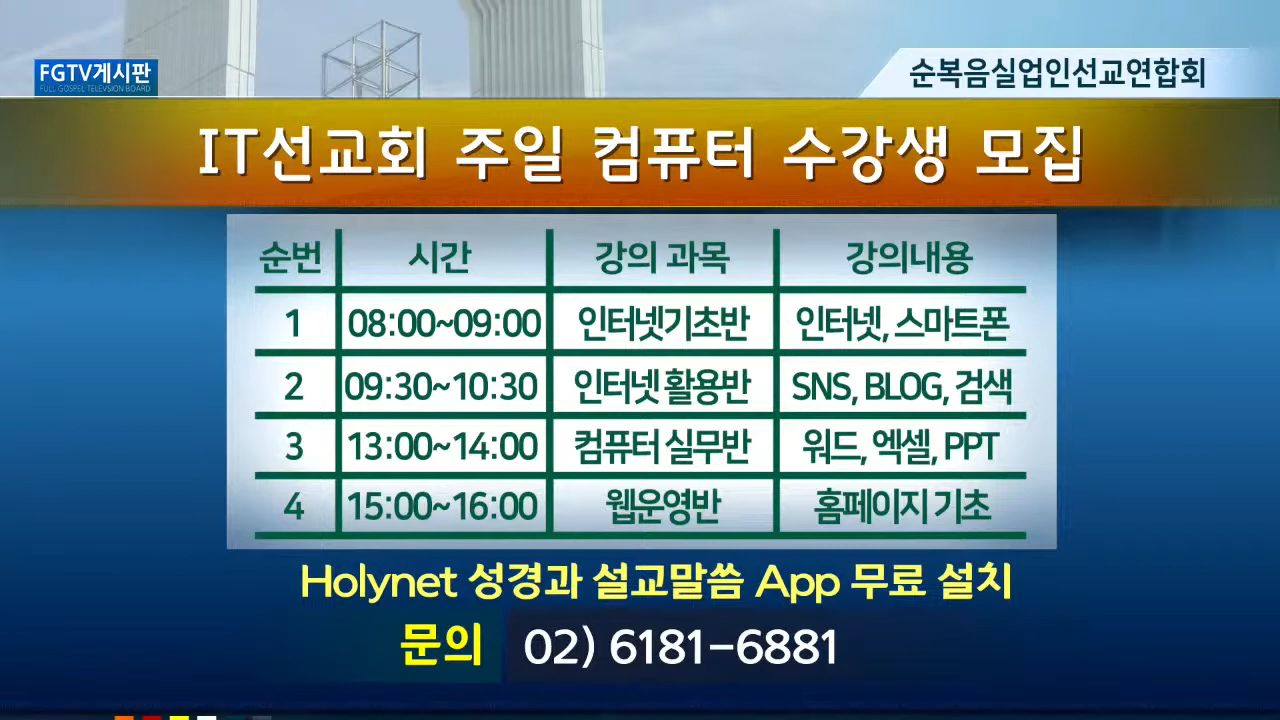 FGTV게시판
FULL GOSPEL TELEVISION BOARD
순복음실업인선교연합회
IT선교회 주일 컴퓨터 수강생 모집
순번 시간 강의 과목 강의내용
1 08:00~09:00 인터넷기초반 인터넷, 스마트폰
2 09:30~10:30 인터넷 활용반 SNS, BLOG, 검색
3 13:00~14:00 컴퓨터 실무반 워드, 엑셀, PPT
4 15:00~16:00 웹운영반 홈페이지 기초
Holynet 성경과 설교말씀 App 무료 설치
문의 02) 6181-6881